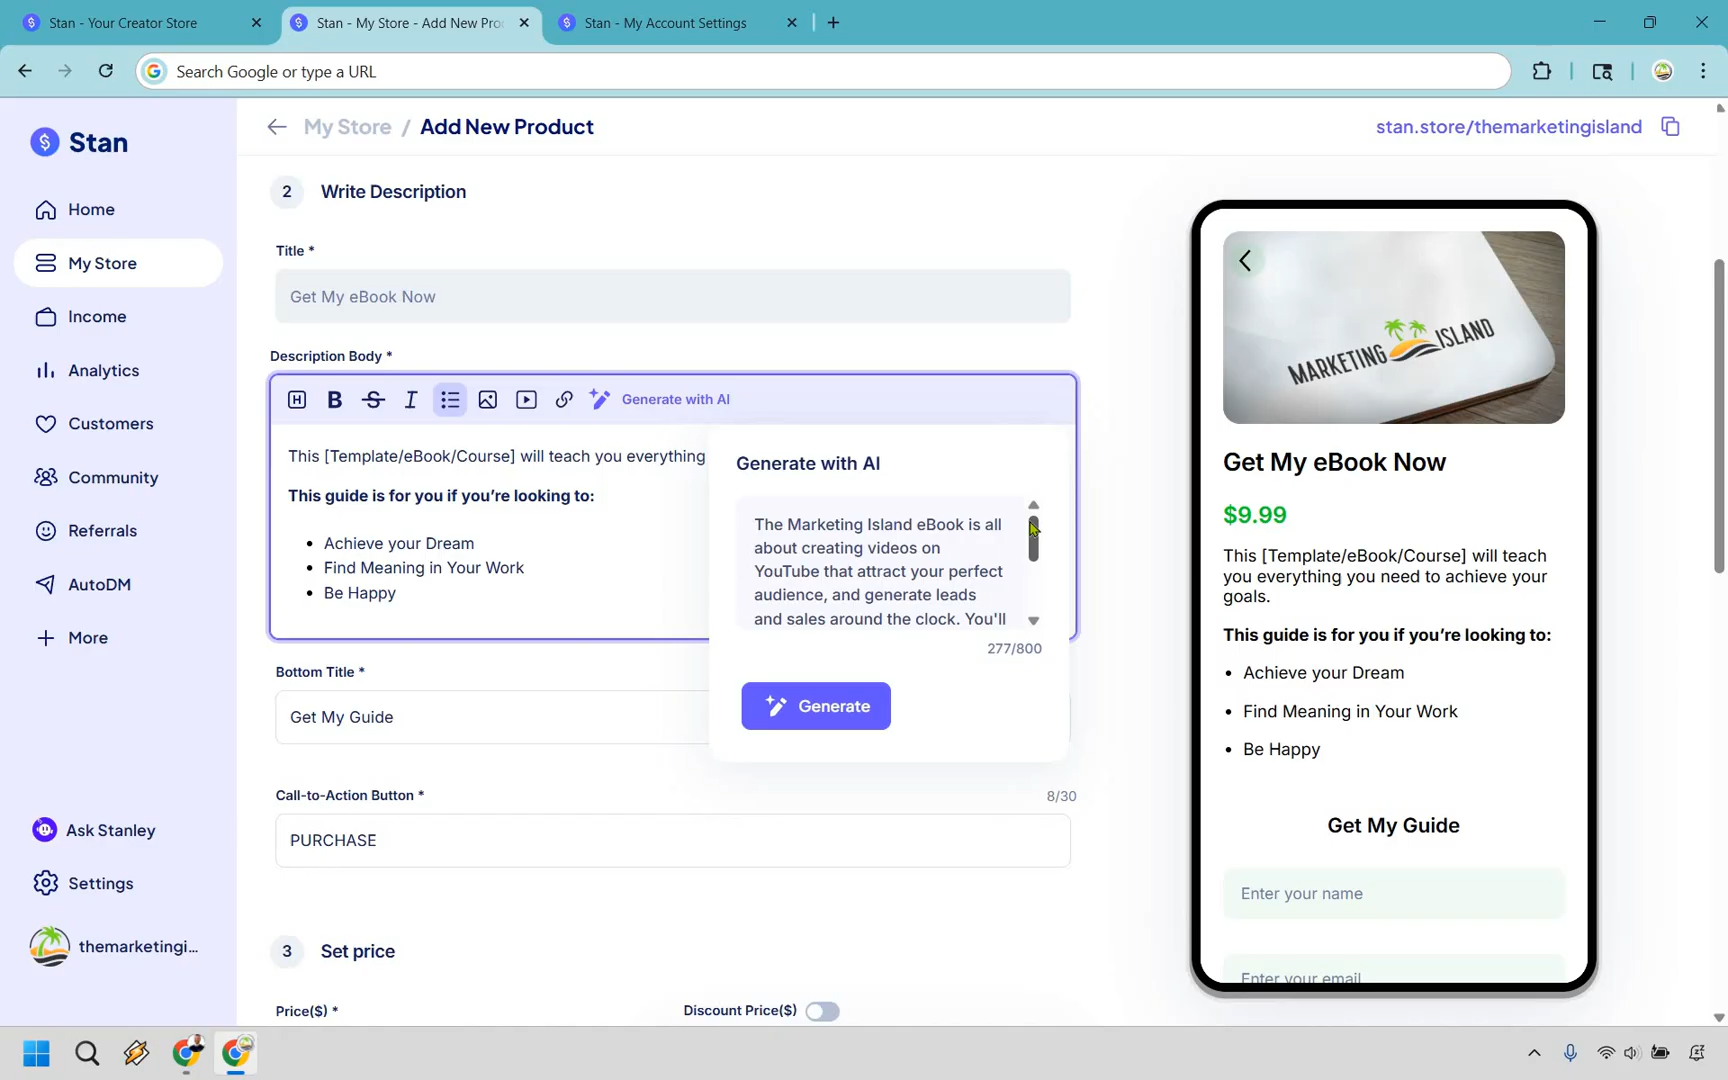 Stan - Your Creator Store
Stan - My Store - Add New Pro
Stan - My Account Settings
Search Google or type a URL
Stan
My Store / Add New Product
stan.store/themarketingisland
Home
My Store
Income
Analytics
Customers
Community
Referrals
AutoDM
More
Ask Stanley
Settings
themarketingi...
2 Write Description
Title *
Get My eBook Now
Description Body *
H B S I Generate with AI
This [Template/eBook/Course] will teach you everything
This guide is for you if you’re looking to:
• Achieve your Dream
• Find Meaning in Your Work
• Be Happy
Generate with AI
The Marketing Island eBook is all
about creating videos on
YouTube that attract your perfect
audience, and generate leads
and sales around the clock. You'll
277/800
Generate
Bottom Title *
Get My Guide
Call-to-Action Button *
8/30
PURCHASE
3 Set price
Price($) *
Discount Price($)
MARKETING ISLAND
Get My eBook Now
$9.99
This [Template/eBook/Course] will teach
you everything you need to achieve your
goals.
This guide is for you if you’re looking to:
• Achieve your Dream
• Find Meaning in Your Work
• Be Happy
Get My Guide
Enter your name
Enter your email